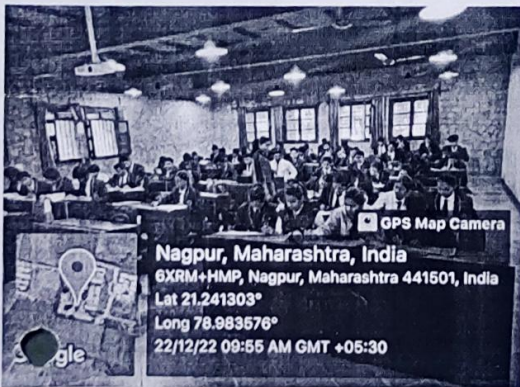 GPS Map Camera
Nagpur, Maharashtra, India
6XRM+HMP, Nagpur, Maharashtra 441501, India
Lat 21.241303°
Long 78.983576°
22/12/22 09:55 AM GMT +05:30